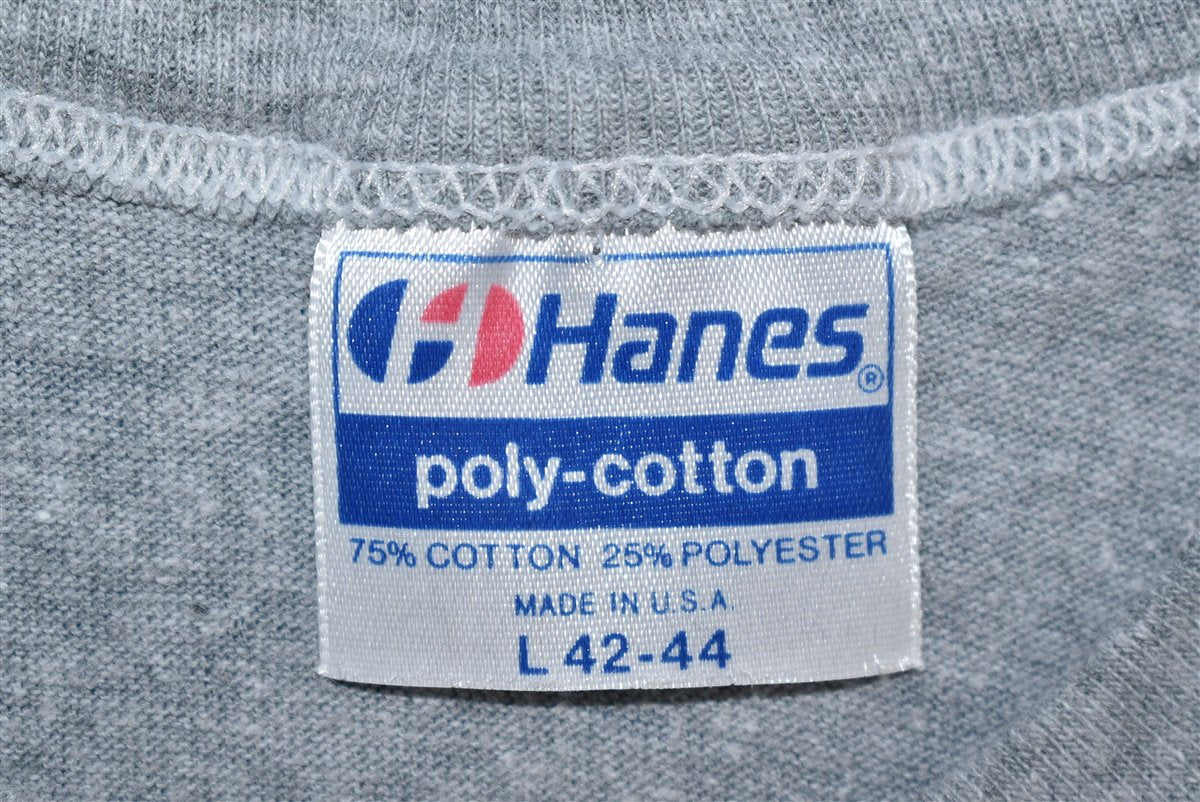 Hanes®
poly-cotton
75% COTTON 25% POLYESTER
MADE IN U.S.A.
L 42-44